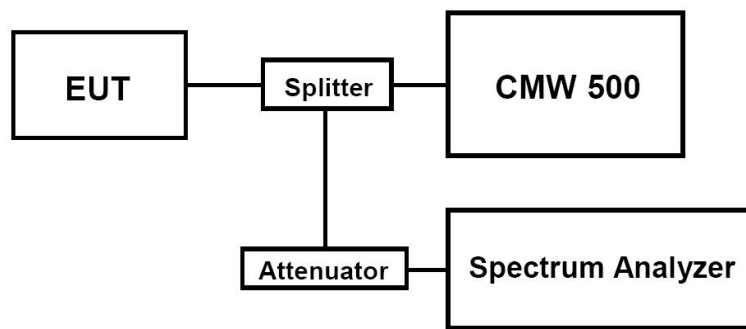 EUT
Splitter
CMW 500
Attenuator
Spectrum Analyzer